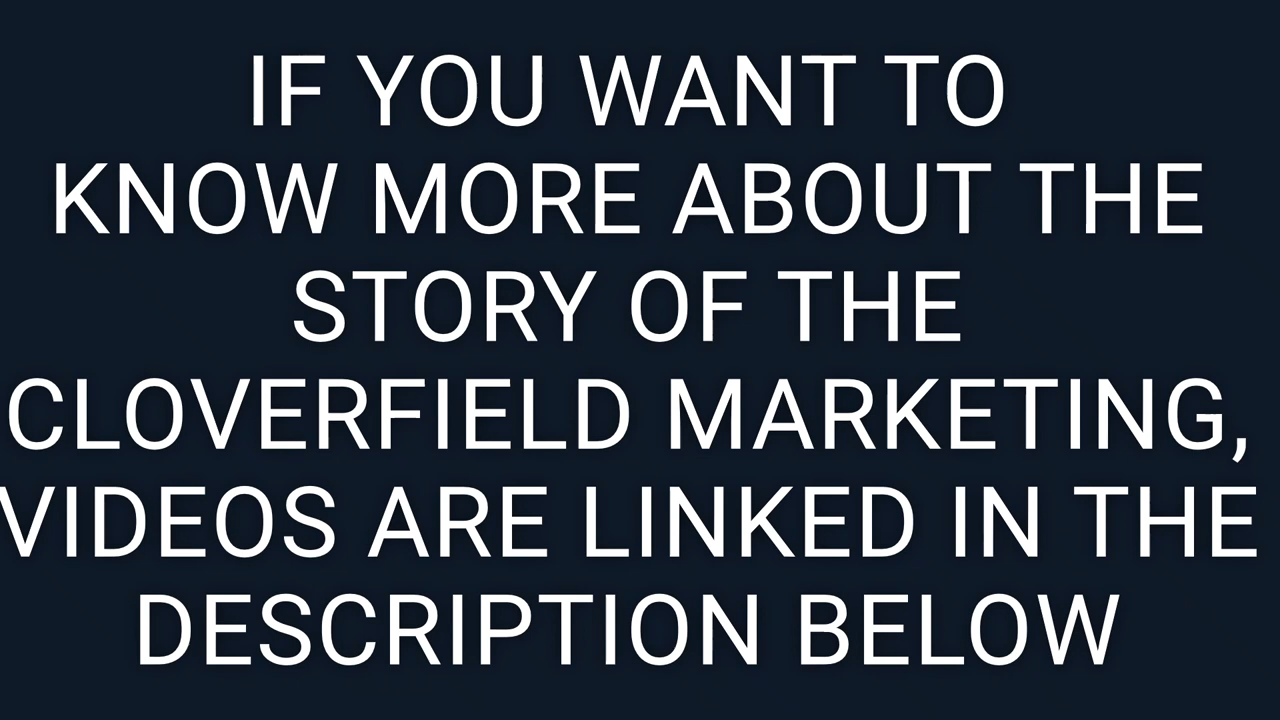 IF YOU WANT TO
KNOW MORE ABOUT THE
STORY OF THE
CLOVERFIELD MARKETING,
VIDEOS ARE LINKED IN THE
DESCRIPTION BELOW